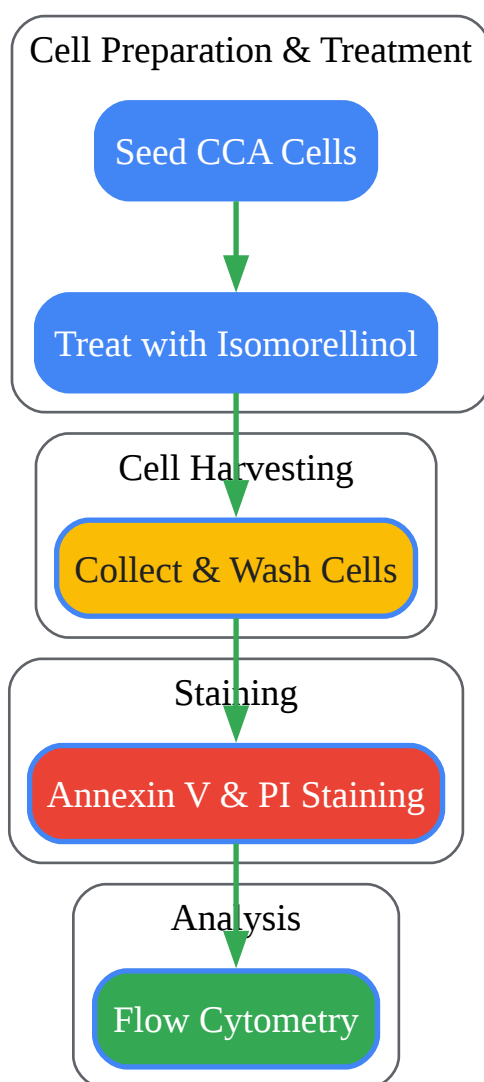 Cell Preparation & Treatment
Seed CCA Cells
Treat with Isomorellinol
Cell Harvesting
Collect & Wash Cells
Staining
Annexin V & PI Staining
Analysis
Flow Cytometry